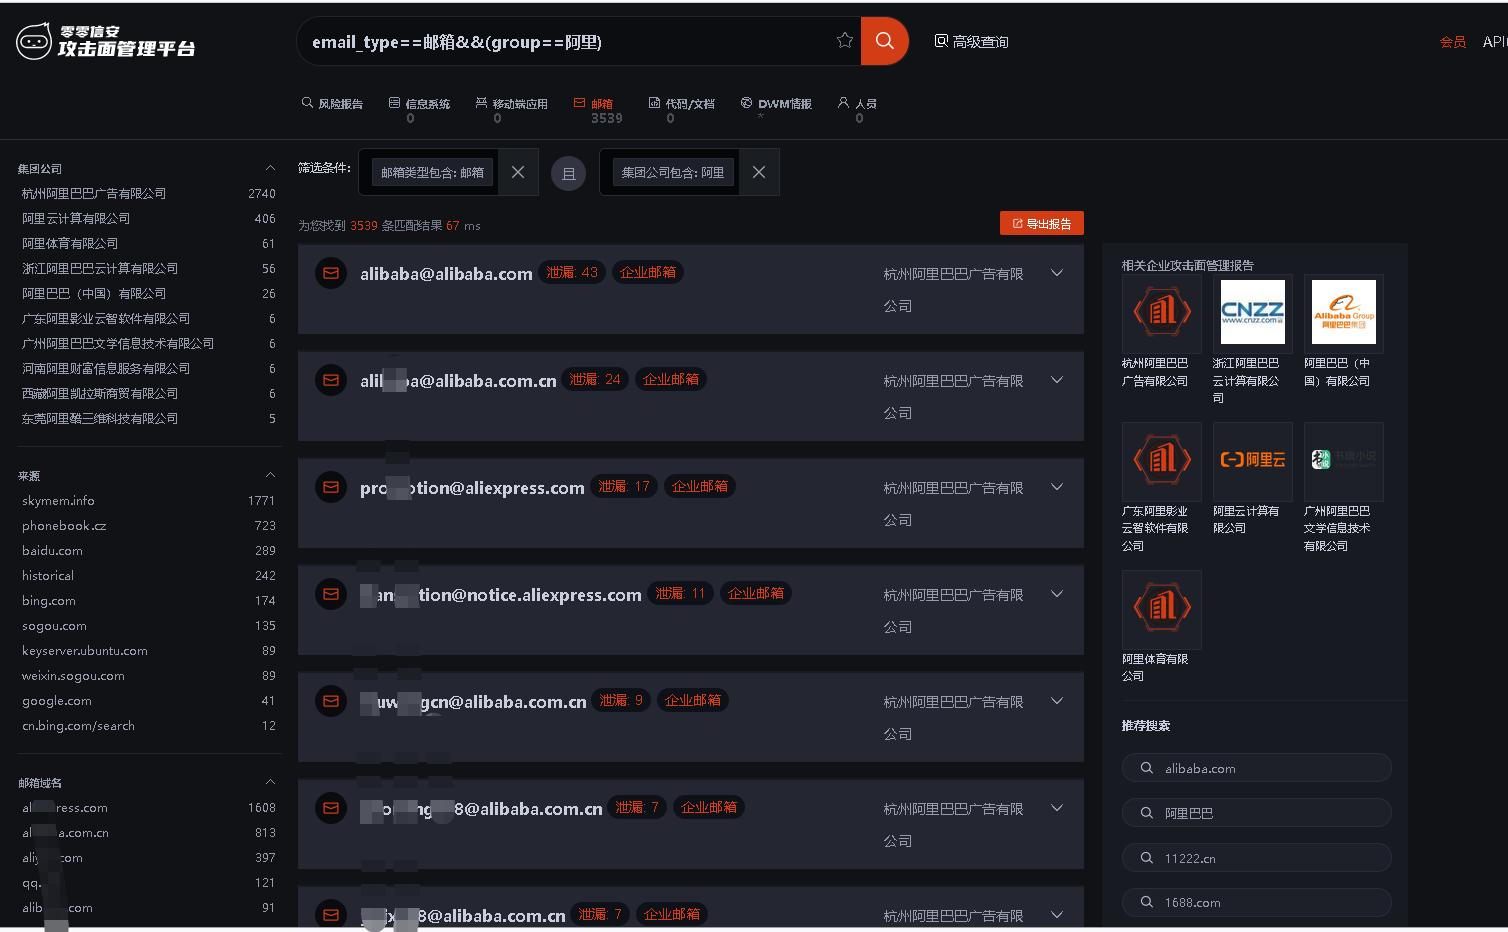 零零信安
攻击面管理平台
email_type==邮箱&&(group==阿里)
高级查询
会员
API
风险报告
信息系统
0
移动端应用
0
邮箱
3539
代码/文档
0
DWM情报
*
人员
0
集团公司
杭州阿里巴巴广告有限公司 2740
阿里云计算有限公司 406
阿里体育有限公司 61
浙江阿里巴巴云计算有限公司 56
阿里巴巴（中国）有限公司 26
广东阿里影业云智软件有限公司 6
广州阿里巴巴文学信息技术有限公司 6
河南阿里财富信息服务有限公司 6
西藏阿里凯拉斯商贸有限公司 6
东莞阿里酷三维科技有限公司 5
来源
skymem.info 1771
phonebook.cz 723
baidu.com 289
historical 242
bing.com 174
sogou.com 135
keyserver.ubuntu.com 89
weixin.sogou.com 89
google.com 41
cn.bing.com/search 12
邮箱域名
al ress.com 1608
al a.com.cn 813
aliy .com 397
qq. 121
alib .com 91
筛选条件:
邮箱类型包含: 邮箱
且
集团公司包含: 阿里
为您找到 3539 条匹配结果 67 ms
导出报告
alibaba@alibaba.com 泄漏: 43 企业邮箱
杭州阿里巴巴广告有限
公司
ali a@alibaba.com.cn 泄漏: 24 企业邮箱
杭州阿里巴巴广告有限
公司
pro otion@aliexpress.com 泄漏: 17 企业邮箱
杭州阿里巴巴广告有限
公司
ans tion@notice.aliexpress.com 泄漏: 11 企业邮箱
杭州阿里巴巴广告有限
公司
uw gcn@alibaba.com.cn 泄漏: 9 企业邮箱
杭州阿里巴巴广告有限
公司
8@alibaba.com.cn 泄漏: 7 企业邮箱
杭州阿里巴巴广告有限
公司
8@alibaba.com.cn 泄漏: 7 企业邮箱
杭州阿里巴巴广告有限
相关企业攻击面管理报告
杭州阿里巴巴
广告有限公司
CNZZ
www.cnzz.com
浙江阿里巴巴
云计算有限公
司
Alibaba Group
阿里巴巴集团
阿里巴巴（中
国）有限公司
广东阿里影业
云智软件有限
公司
阿里云
阿里云计算有
限公司
书旗小说
广州阿里巴巴
文学信息技术
有限公司
阿里体育有限
公司
推荐搜索
alibaba.com
阿里巴巴
11222.cn
1688.com